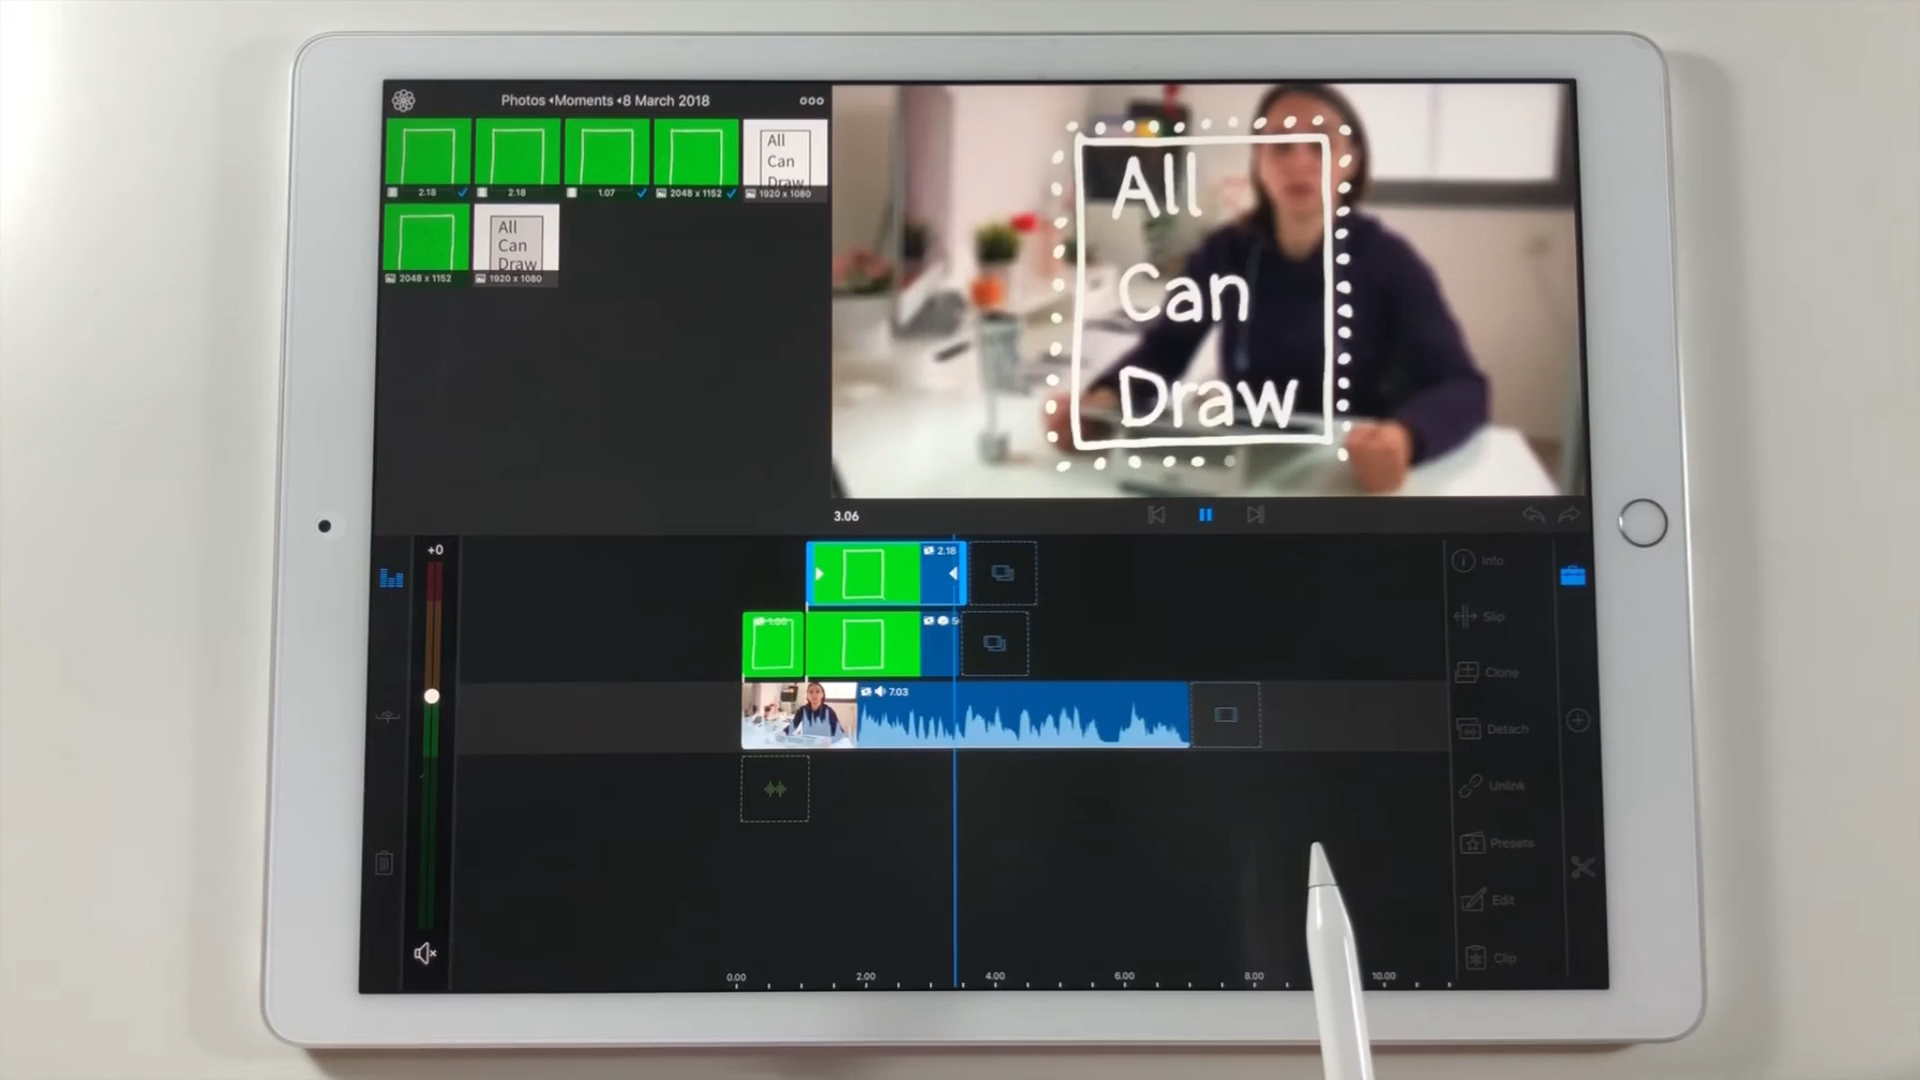 Photos ◂Moments ◂8 March 2018
2.18
2.18
1.07
2048 x 1152
1920 x 1080
All
Can
Draw
2048 x 1152
1920 x 1080
All
Can
Draw
All
Can
Draw
3.06
+0
2.18
1.00
7.03
Info
Slip
Clone
Detach
Unlink
Presets
Edit
Clip
0.00
2.00
4.00
6.00
8.00
10.00